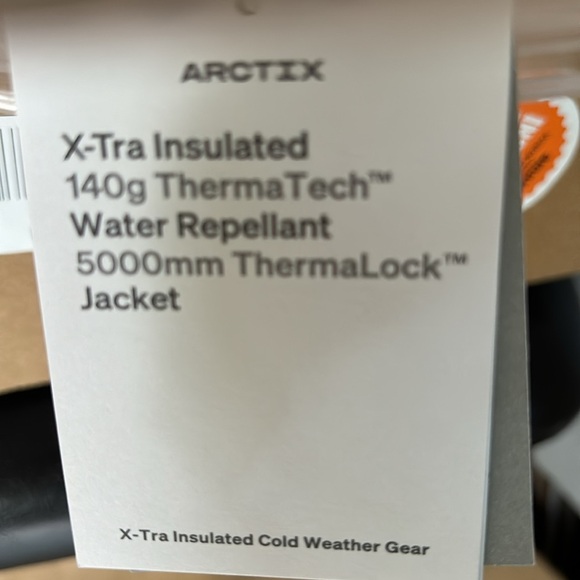 ARCTIX
X-Tra Insulated
140g ThermaTech™
Water Repellant
5000mm ThermaLock™
Jacket
X-Tra Insulated Cold Weather Gear